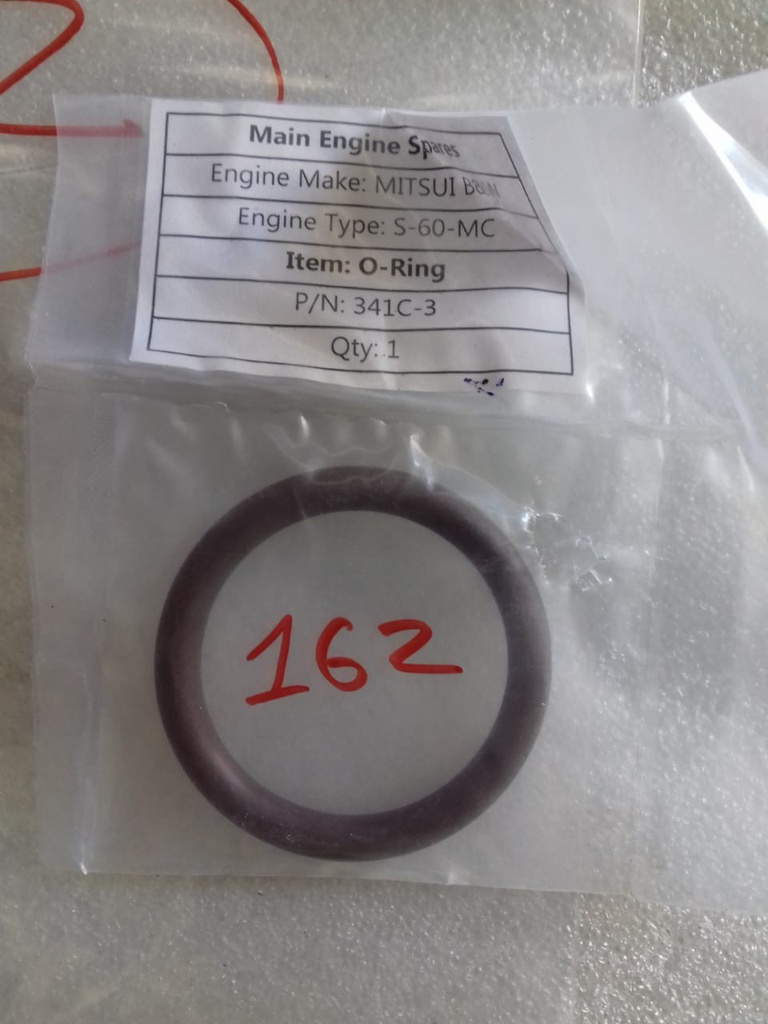 Main Engine Spares
Engine Make: MITSUI B&W
Engine Type: S-60-MC
Item: O-Ring
P/N: 341C-3
Qty: 1
162